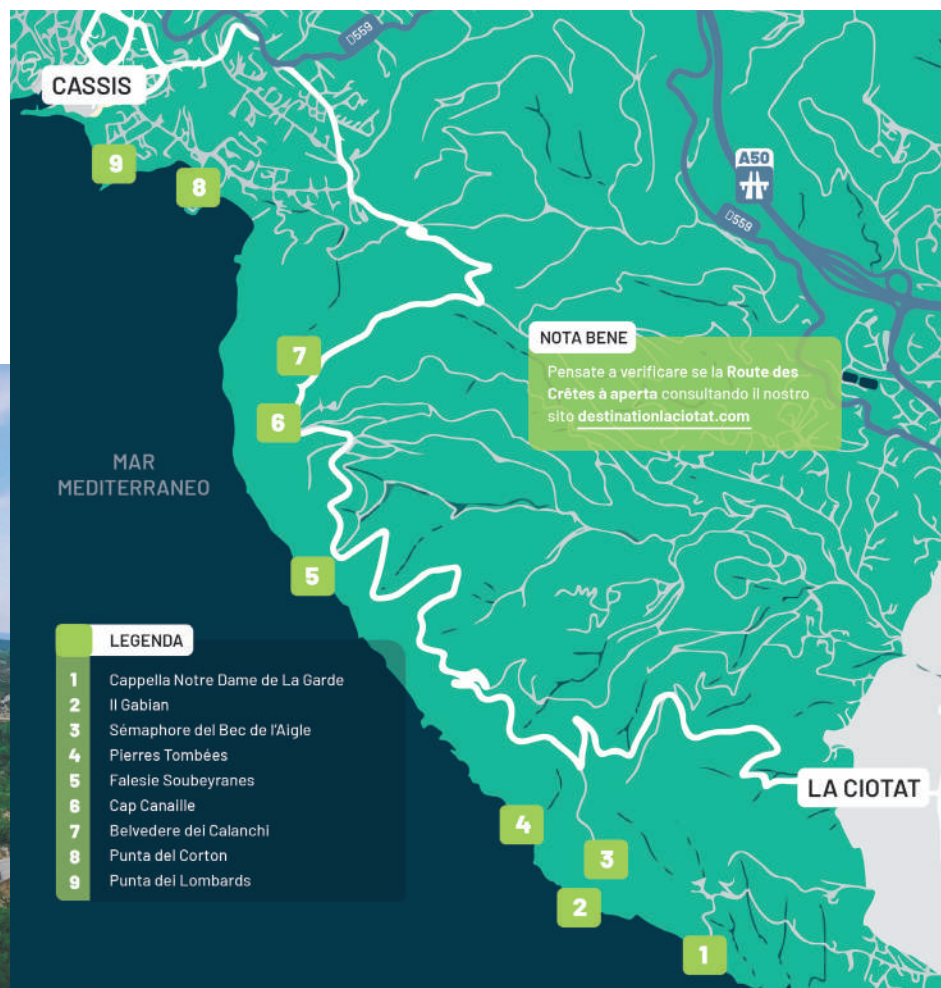 D559
CASSIS
9
8
A50
D559
NOTA BENE
Pensate a verificare se la Route des
Crêtes à aperta consultando il nostro
sito destinationlaciotat.com
7
6
MAR
MEDITERRANEO
5
LEGENDA
1 Cappella Notre Dame de La Garde
2 Il Gabian
3 Sémaphore del Bec de l'Aigle
4 Pierres Tombées
5 Falesie Soubeyranes
6 Cap Canaille
7 Belvedere dei Calanchi
8 Punta del Corton
9 Punta dei Lombards
LA CIOTAT
4
3
2
1